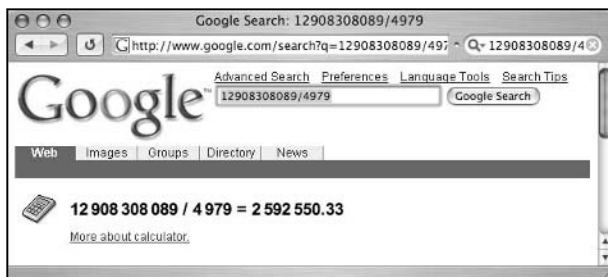 Google Search: 12908308089/4979
http://www.google.com/search?q=12908308089/497
12908308089/4
Advanced Search Preferences Language Tools Search Tips
Google™
12908308089/4979
Google Search
Web Images Groups Directory News
12 908 308 089 / 4 979 = 2 592 550.33
More about calculator.